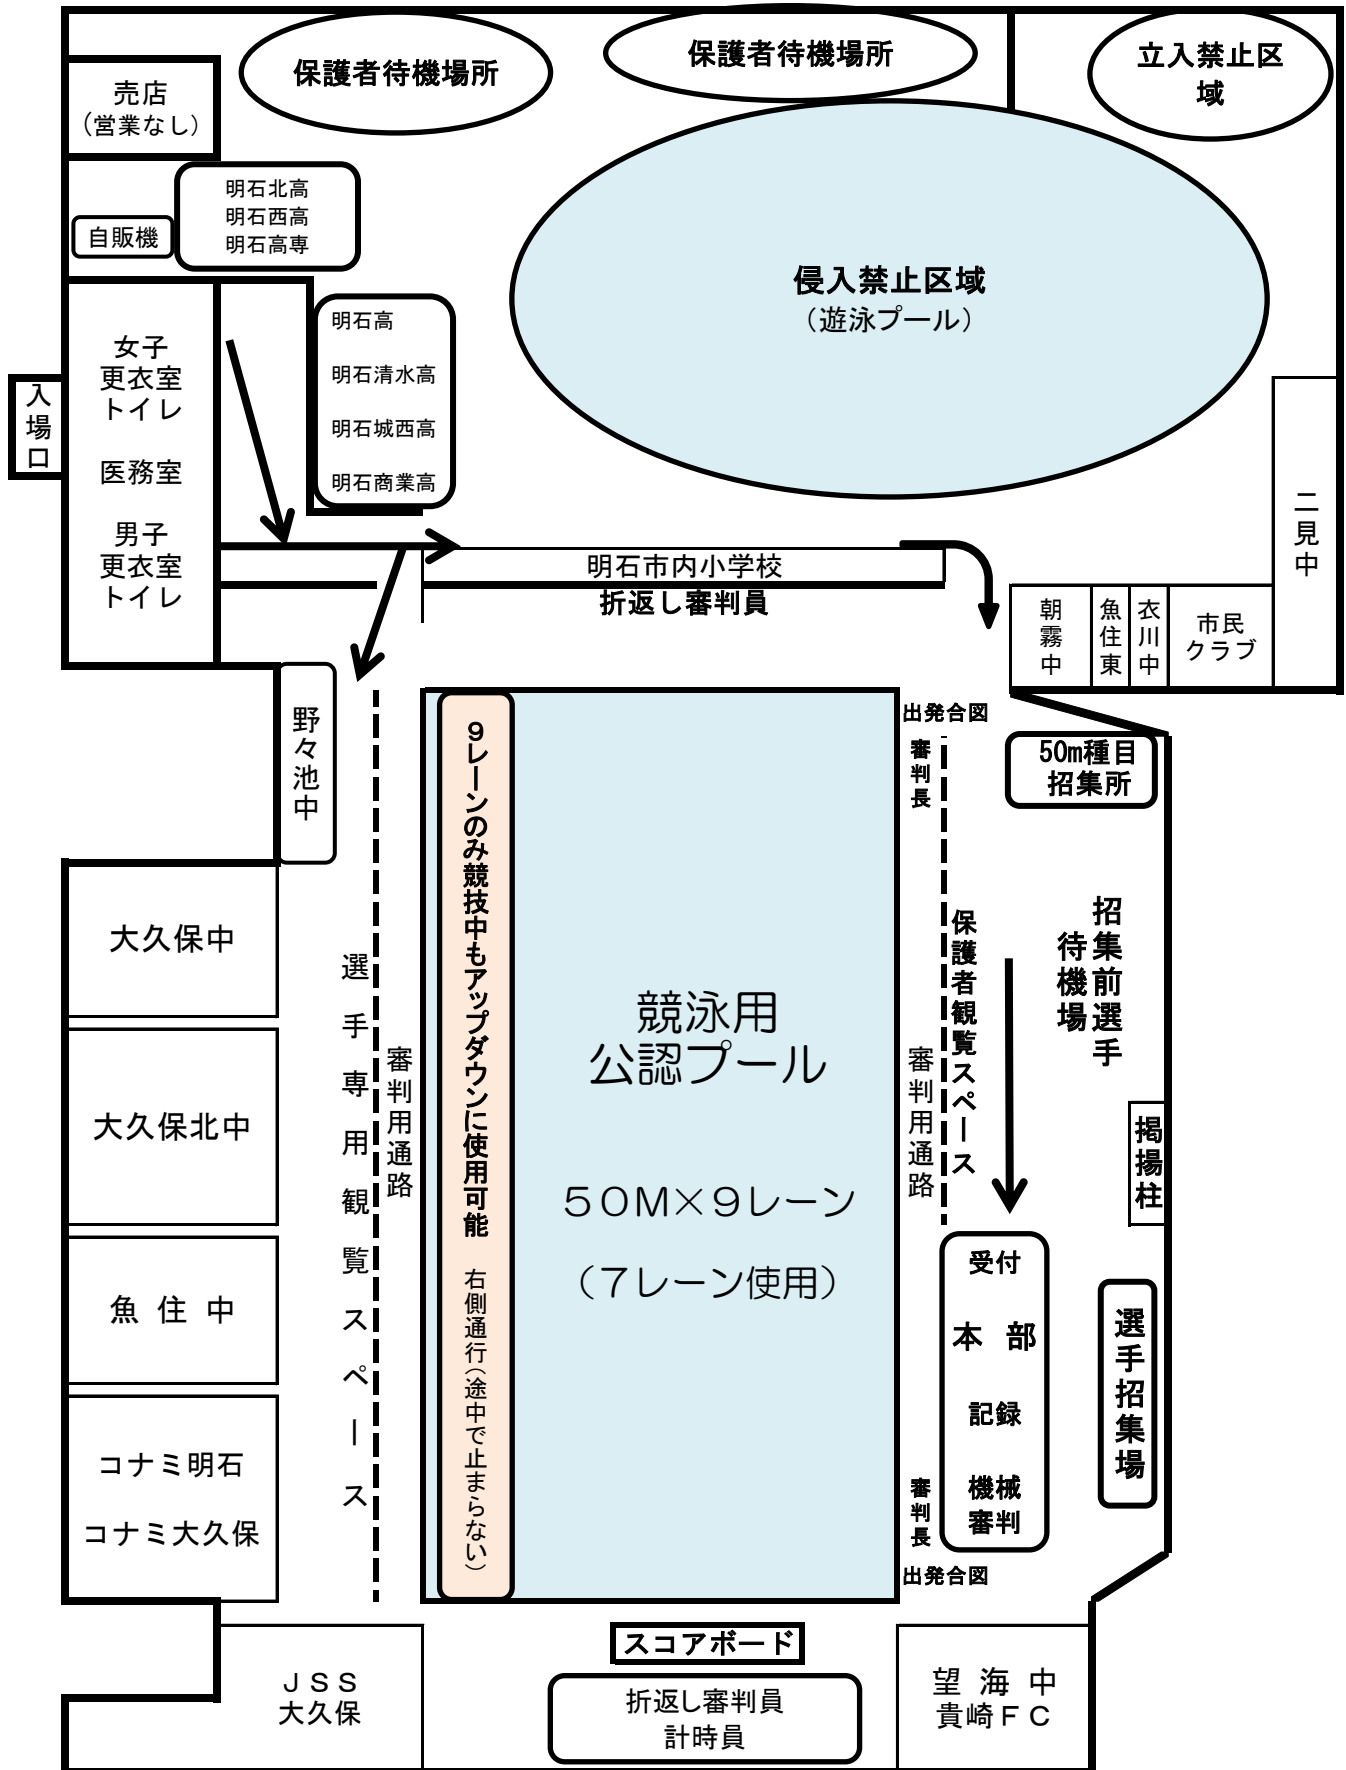 保護者待機場所
保護者待機場所
立入禁止区
域
売店
（営業なし）
明石北高
明石西高
明石高専
自販機
侵入禁止区域
（遊泳プール）
明石高
明石清水高
明石城西高
明石商業高
女子
更衣室
トイレ
医務室
男子
更衣室
トイレ
入場口
二見中
明石市内小学校
折返し審判員
朝霧中
魚住東
衣川中
市民
クラブ
野々池中
出発合図
審判長
50m種目
招集所
9レーンのみ競技中もアップダウンに使用可能　右側通行（途中で止まらない）
大久保中
選手専用観覧スペース
審判用通路
競泳用
公認プール
５０Ｍ×９レーン
（７レーン使用）
審判用通路
保護者観覧スペース
招集前選手
待機場
掲揚柱
大久保北中
魚 住 中
コナミ明石
コナミ大久保
受付
本 部
記録
機械
審判
選手招集場
審判長
出発合図
スコアボード
ＪＳＳ
大久保
折返し審判員
計時員
望 海 中
貴崎ＦＣ